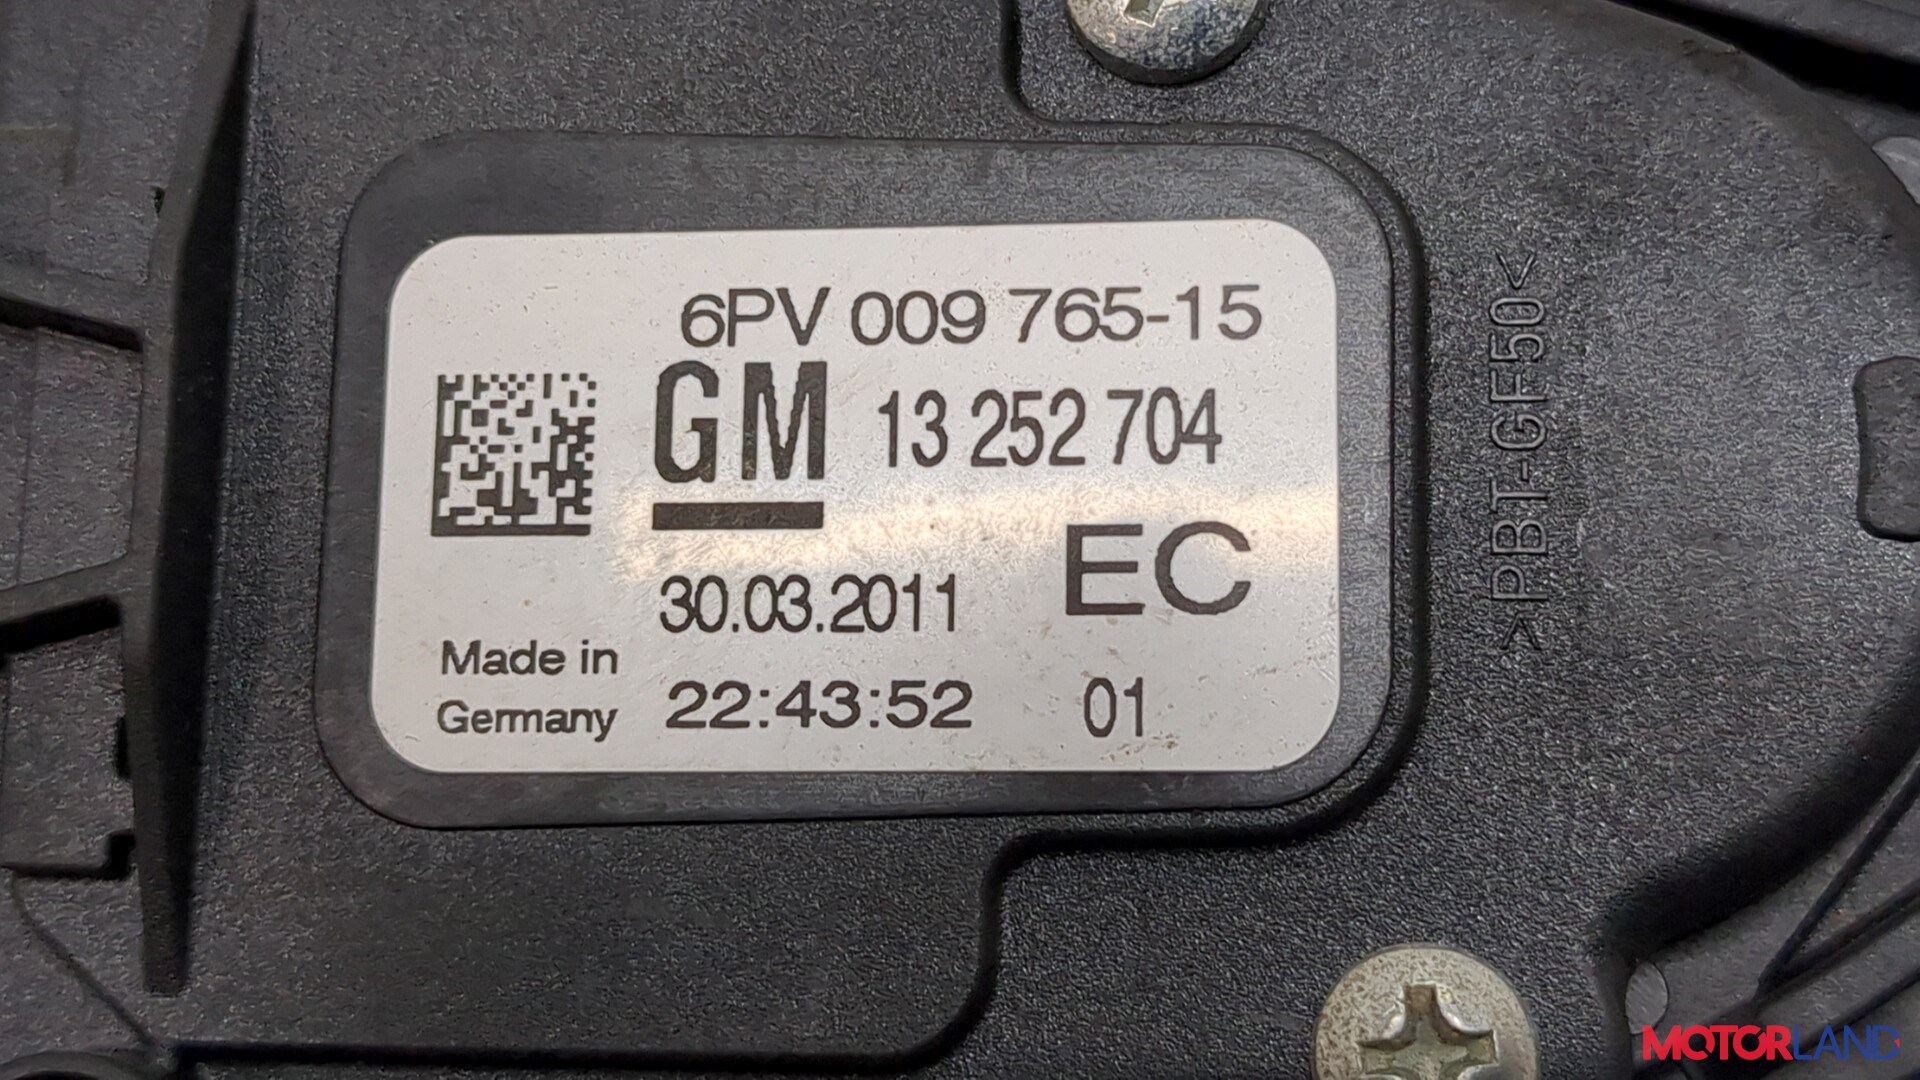 6PV 009 765-15
GM 13 252 704
EC
30.03.2011
Made in
Germany
22:43:52 01
>PBT-GF50<
MOTORLAND